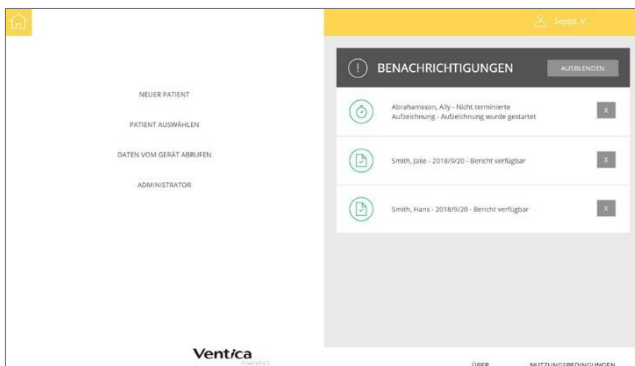 Seppä, V.
NEUER PATIENT
PATIENT AUSWÄHLEN
DATEN VOM GERÄT ABRUFEN
ADMINISTRATOR
BENACHRICHTIGUNGEN
AUSBLENDEN
Abrahamsson, Ally - Nicht terminierte
Aufzeichnung - Aufzeichnung wurde gestartet
X
Smith, Jake - 2018/9/20 - Bericht verfügbar
X
Smith, Hans - 2018/9/20 - Bericht verfügbar
X
Ventica
ÜBER
NUTZUNGSBEDINGUNGEN